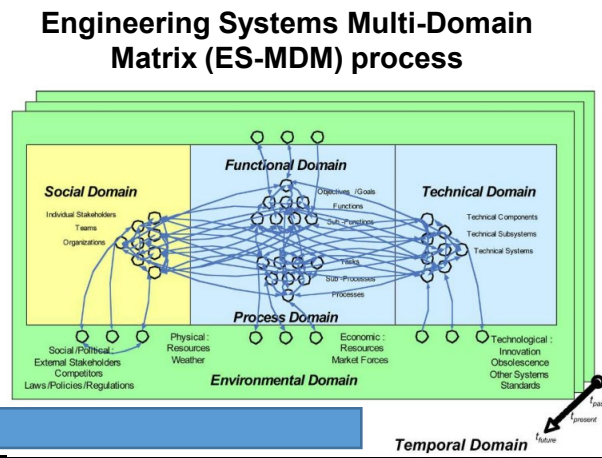 Engineering Systems Multi-Domain
Matrix (ES-MDM) process
Functional Domain
Social Domain
Technical Domain
Objectives /Goals
Functions
Sub -Functions
Individual Stakeholders
Teams
Organizations
Technical Components
Technical Subsystems
Technical Systems
Tasks
Sub -Processes
Processes
Process Domain
Social /Political :
External Stakeholders
Competitors
Laws /Policies /Regulations
Physical :
Resources
Weather
Economic :
Resources
Market Forces
Technological :
Innovation
Obsolescence
Other Systems
Standards
Environmental Domain
t past
t present
t future
Temporal Domain